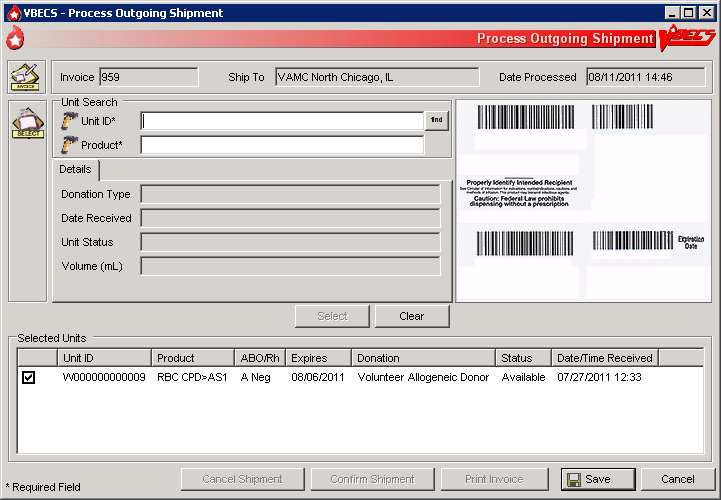 VBECS - Process Outgoing Shipment
Process Outgoing Shipment VBECS
INVOICE
Invoice 959 Ship To VAMC North Chicago, IL Date Processed 08/11/2011 14:46
SELECT
Unit Search
Unit ID*
Product*
Details
Donation Type
Date Received
Unit Status
Volume (mL)
Properly Identify Intended Recipient
See Circular of Information for indications, contraindications, cautions and
methods of infusion. This product may transmit infectious agents.
Caution: Federal Law prohibits
dispensing without a prescription
Expiration
Date
Select Clear
Selected Units
Unit ID Product ABO/Rh Expires Donation Status Date/Time Received
W000000000009 RBC CPD>AS1 A Neg 08/06/2011 Volunteer Allogeneic Donor Available 07/27/2011 12:33
* Required Field Cancel Shipment Confirm Shipment Print Invoice Save Cancel